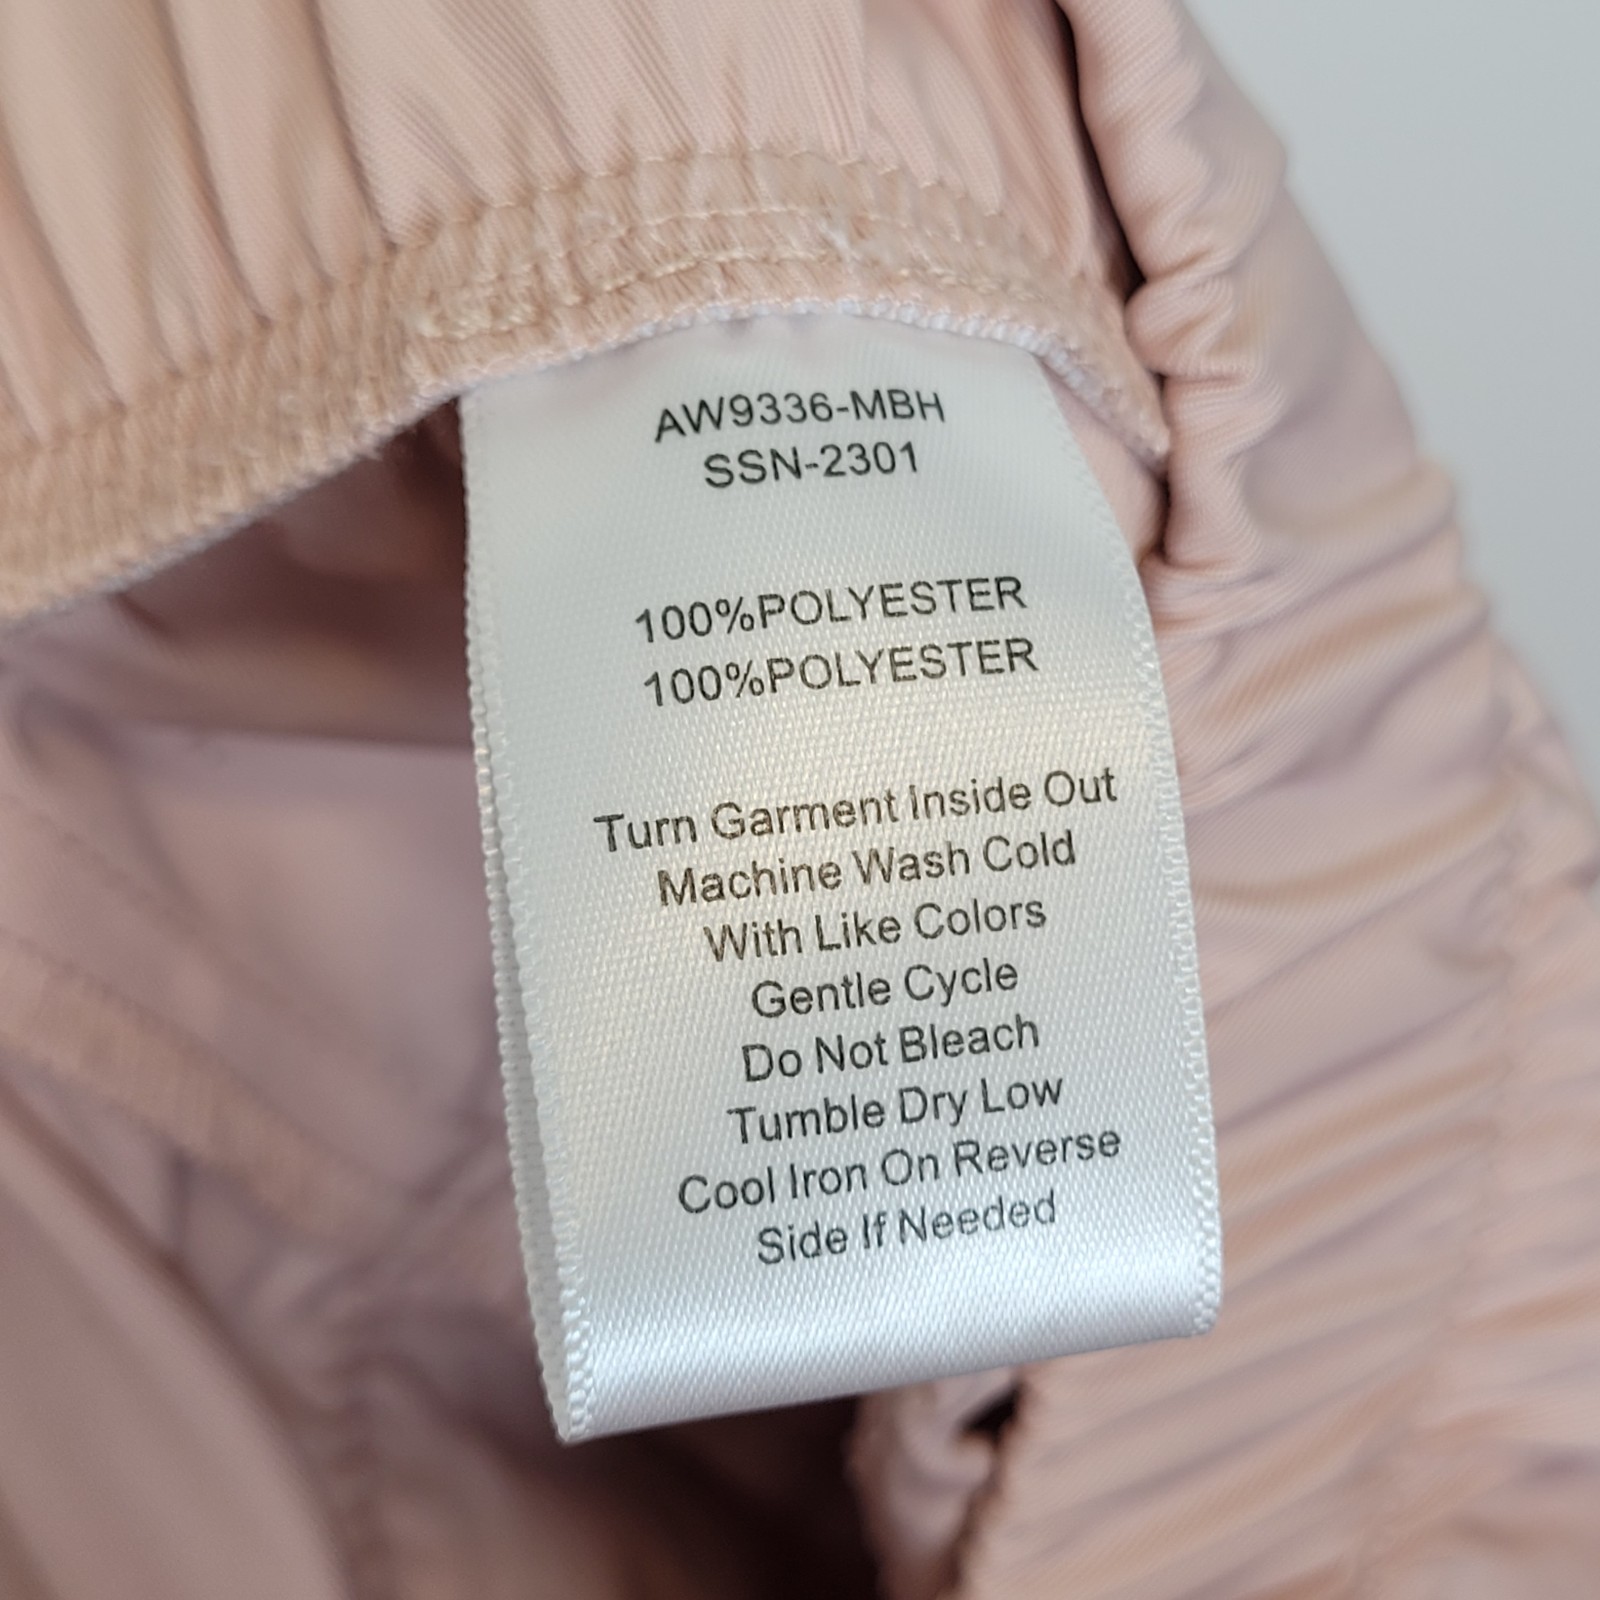 AW9336-MBH
SSN-2301
100%POLYESTER
100%POLYESTER
Turn Garment Inside Out
Machine Wash Cold
With Like Colors
Gentle Cycle
Do Not Bleach
Tumble Dry Low
Cool Iron On Reverse
Side If Needed